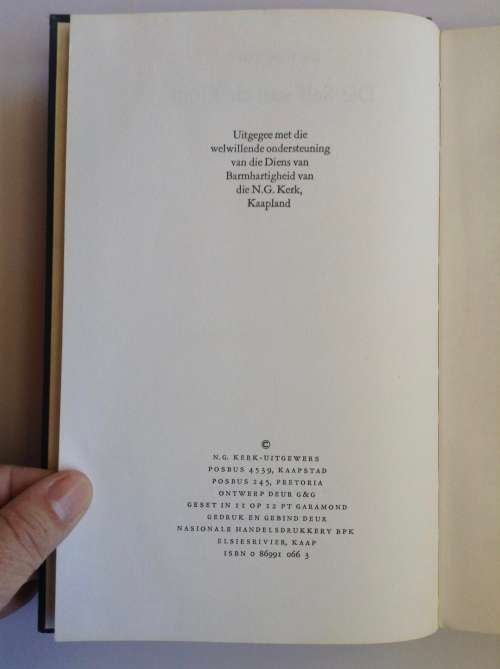 Uitgegee met die
welwillende ondersteuning
van die Diens van
Barmhartigheid van
die N.G. Kerk,
Kaapland
©
N.G. KERK-UITGEWERS
POSBUS 4539, KAAPSTAD
POSBUS 245, PRETORIA
ONTWERP DEUR G&G
GESET IN 11 OP 12 PT GARAMOND
GEDRUK EN GEBIND DEUR
NASIONALE HANDELSDRUKKERY BPK
ELSIESRIVIER, KAAP
ISBN 0 86991 066 3